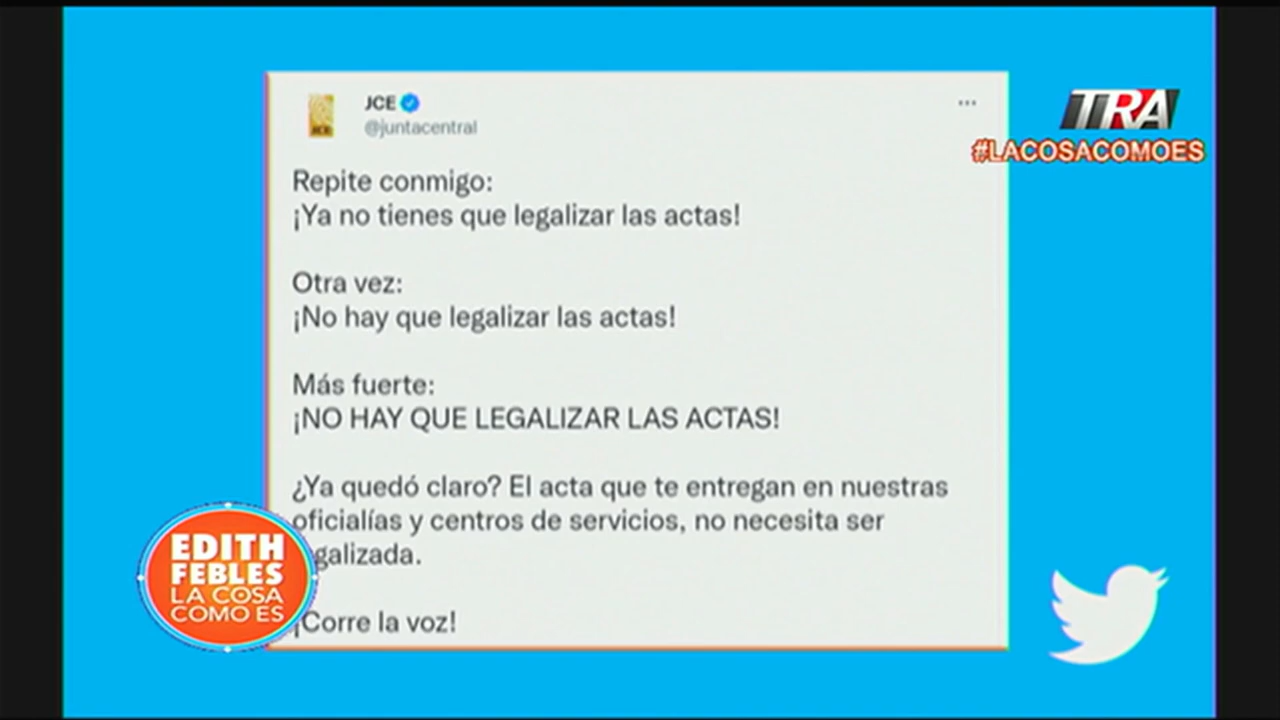 JCE
@juntacentral
TRA
#LACOSACOMOES
Repite conmigo:
¡Ya no tienes que legalizar las actas!
Otra vez:
¡No hay que legalizar las actas!
Más fuerte:
¡NO HAY QUE LEGALIZAR LAS ACTAS!
¿Ya quedó claro? El acta que te entregan en nuestras
oficialías y centros de servicios, no necesita ser
galizada.
¡Corre la voz!
EDITH
FEBLES
LA COSA
COMO ES